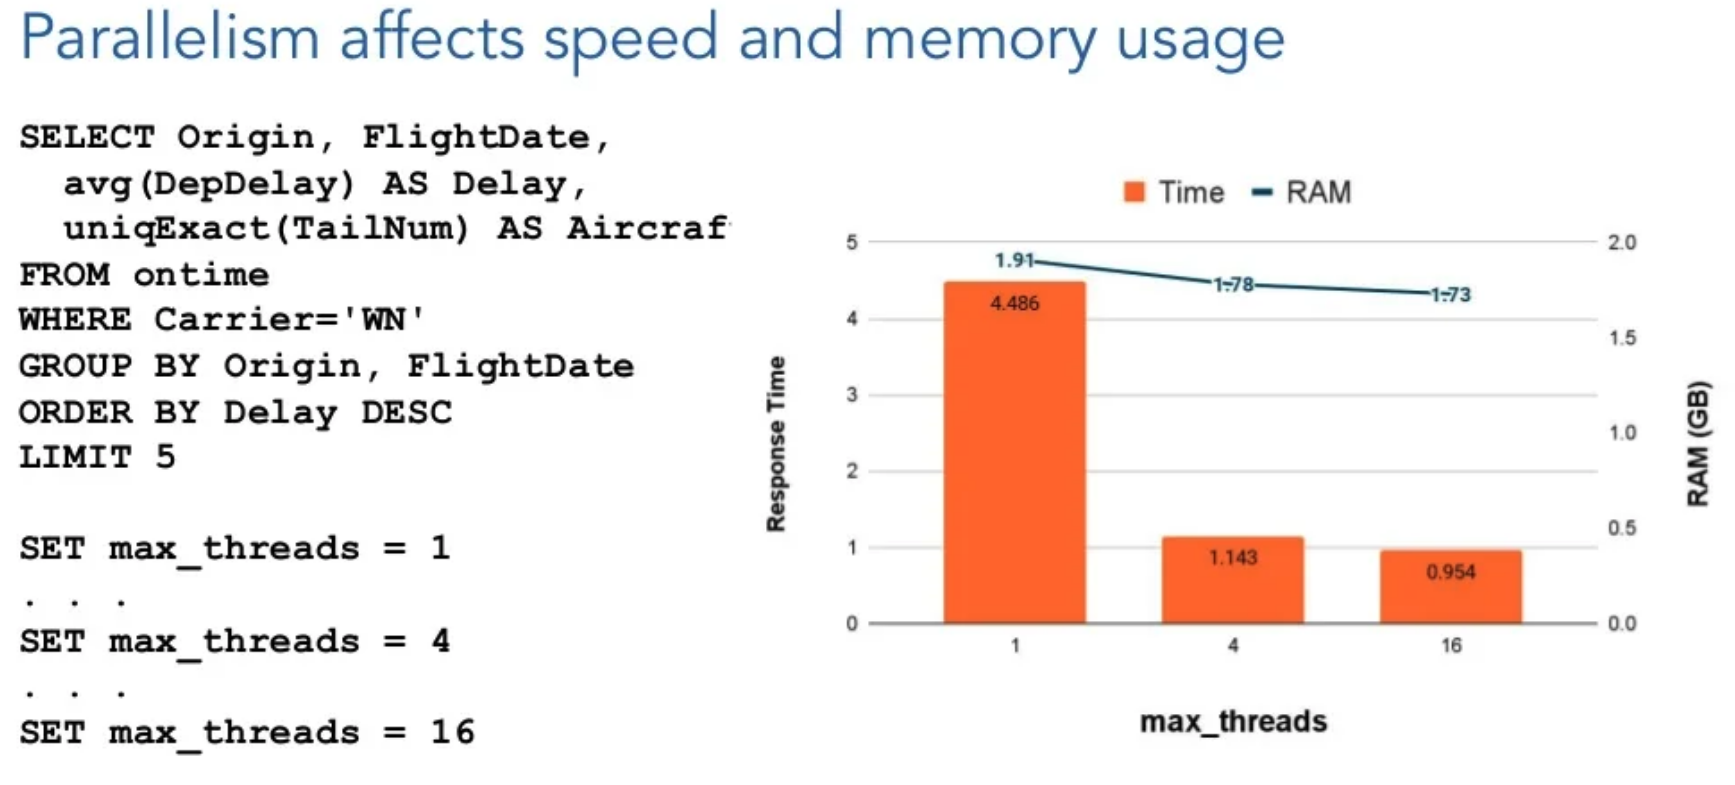 Parallelism affects speed and memory usage
SELECT Origin, FlightDate,
avg(DepDelay) AS Delay,
uniqExact(TailNum) AS Aircraf
FROM ontime
WHERE Carrier='WN'
GROUP BY Origin, FlightDate
ORDER BY Delay DESC
LIMIT 5
SET max_threads = 1
. . .
SET max_threads = 4
. . .
SET max_threads = 16
Time RAM
5
4
3
2
1
0
Response Time
1.91
1.78
1.73
4.486
1.143
0.954
2.0
1.5
1.0
0.5
0.0
RAM (GB)
1 4 16
max_threads